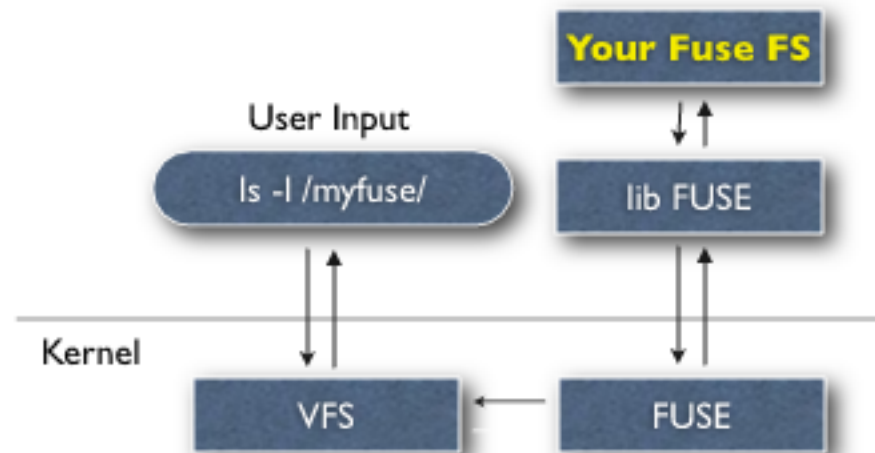 Your Fuse FS
User Input
ls -l /myfuse/
lib FUSE
Kernel
VFS
FUSE